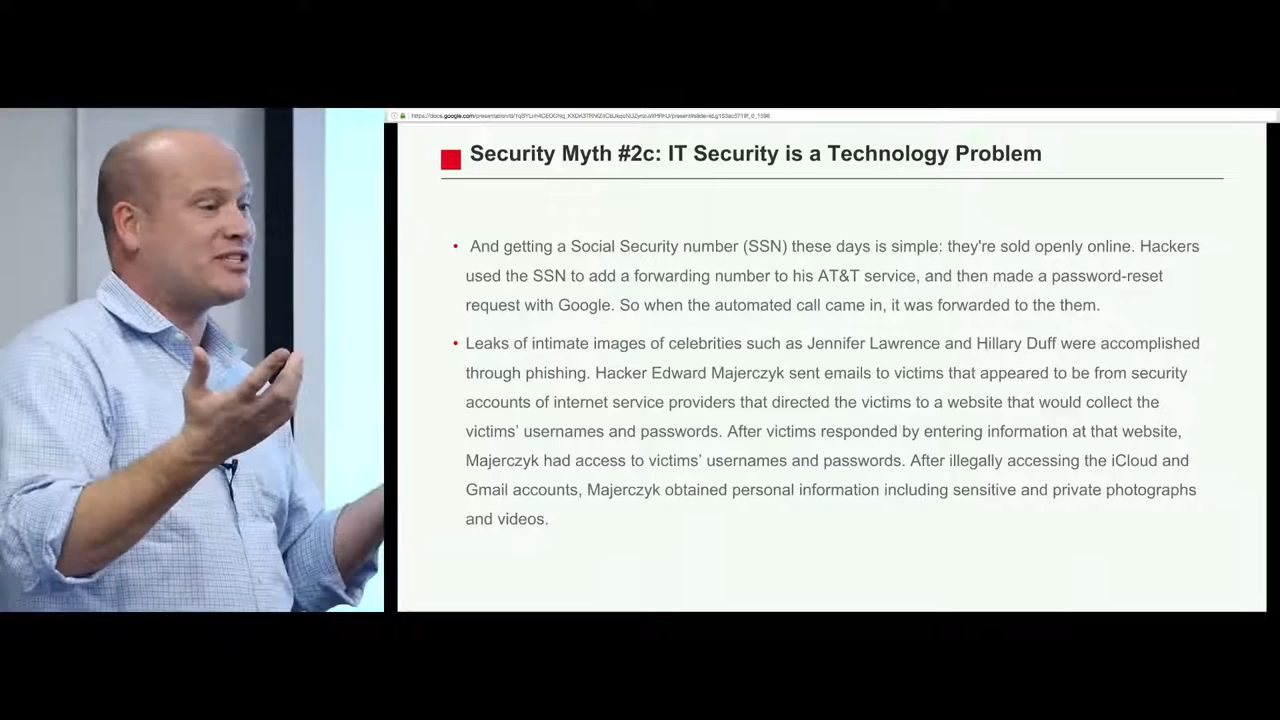 Security Myth #2c: IT Security is a Technology Problem
• And getting a Social Security number (SSN) these days is simple: they're sold openly online. Hackers
used the SSN to add a forwarding number to his AT&T service, and then made a password-reset
request with Google. So when the automated call came in, it was forwarded to the them.
• Leaks of intimate images of celebrities such as Jennifer Lawrence and Hillary Duff were accomplished
through phishing. Hacker Edward Majerczyk sent emails to victims that appeared to be from security
accounts of internet service providers that directed the victims to a website that would collect the
victims’ usernames and passwords. After victims responded by entering information at that website,
Majerczyk had access to victims’ usernames and passwords. After illegally accessing the iCloud and
Gmail accounts, Majerczyk obtained personal information including sensitive and private photographs
and videos.